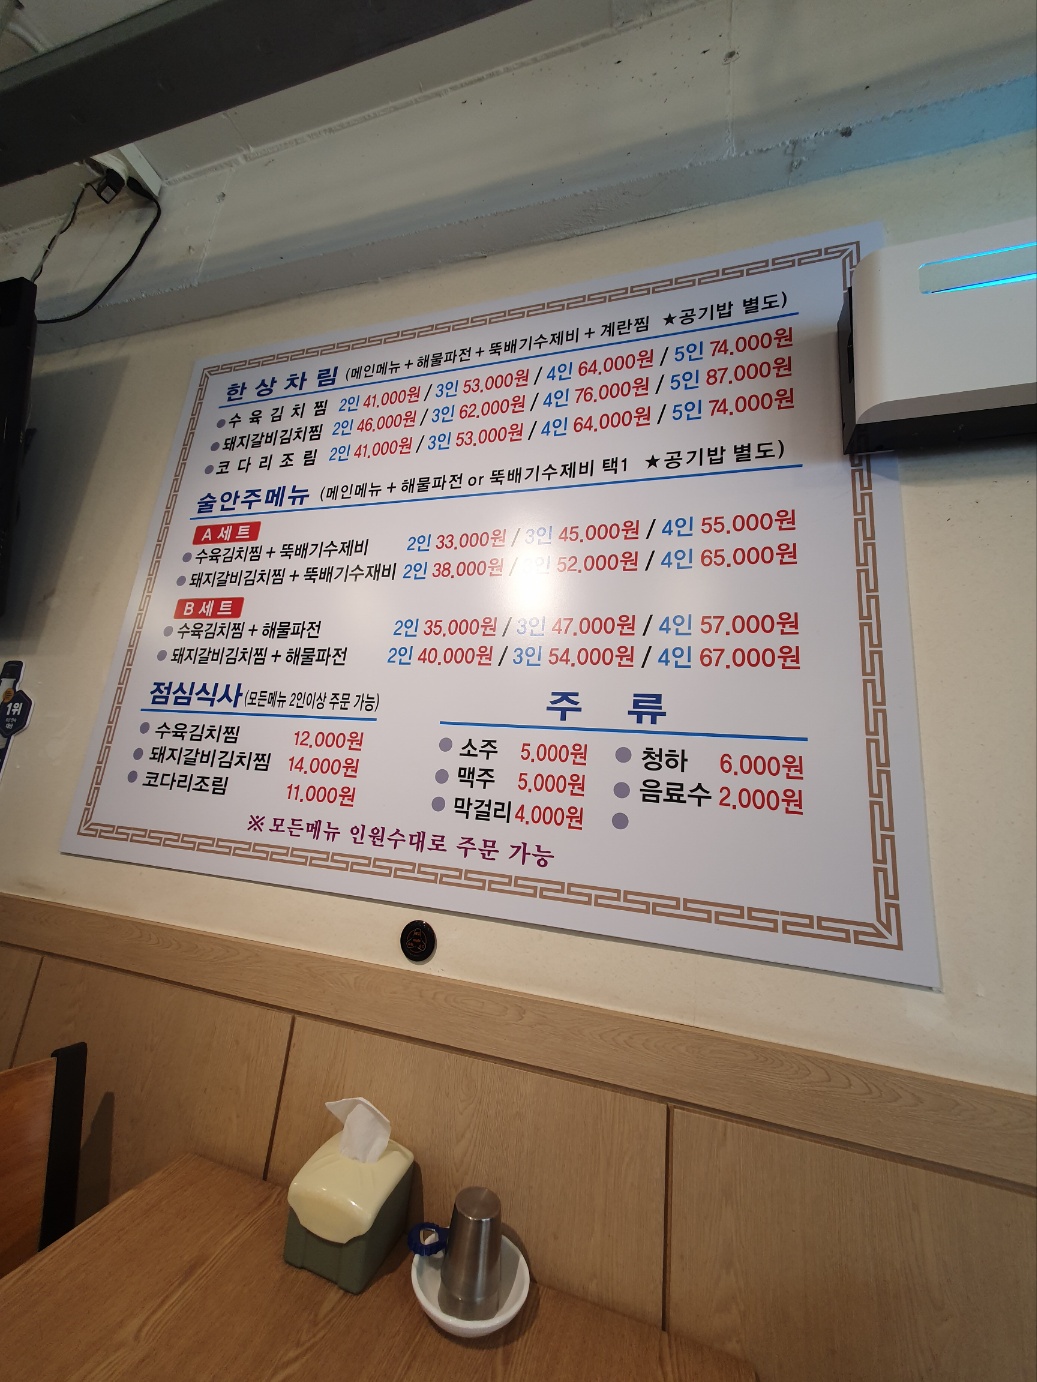 한상차림 (메인메뉴 + 해물파전 + 뚝배기수제비 + 계란찜 ★공기밥 별도)
수육김치찜 2인 41,000원 / 3인 53,000원 / 4인 64,000원 / 5인 74,000원
돼지갈비김치찜 2인 46,000원 / 3인 62,000원 / 4인 76,000원 / 5인 87,000원
코다리조림 2인 41,000원 / 3인 53,000원 / 4인 64,000원 / 5인 74,000원
술안주메뉴 (메인메뉴 + 해물파전 or 뚝배기수제비 택1 ★공기밥 별도)
A 세트
수육김치찜 + 뚝배기수제비 2인 33,000원 / 3인 45,000원 / 4인 55,000원
돼지갈비김치찜 + 뚝배기수재비 2인 38,000원 / 52,000원 / 4인 65,000원
B 세트
수육김치찜 + 해물파전 2인 35,000원 / 3인 47,000원 / 4인 57,000원
돼지갈비김치찜 + 해물파전 2인 40,000원 / 3인 54,000원 / 4인 67,000원
점심식사 (모든메뉴 2인이상 주문 가능)
수육김치찜 12,000원
돼지갈비김치찜 14,000원
코다리조림 11,000원
주 류
소주 5,000원
맥주 5,000원
막걸리 4,000원
청하 6,000원
음료수 2,000원
※ 모든메뉴 인원수대로 주문 가능
1위